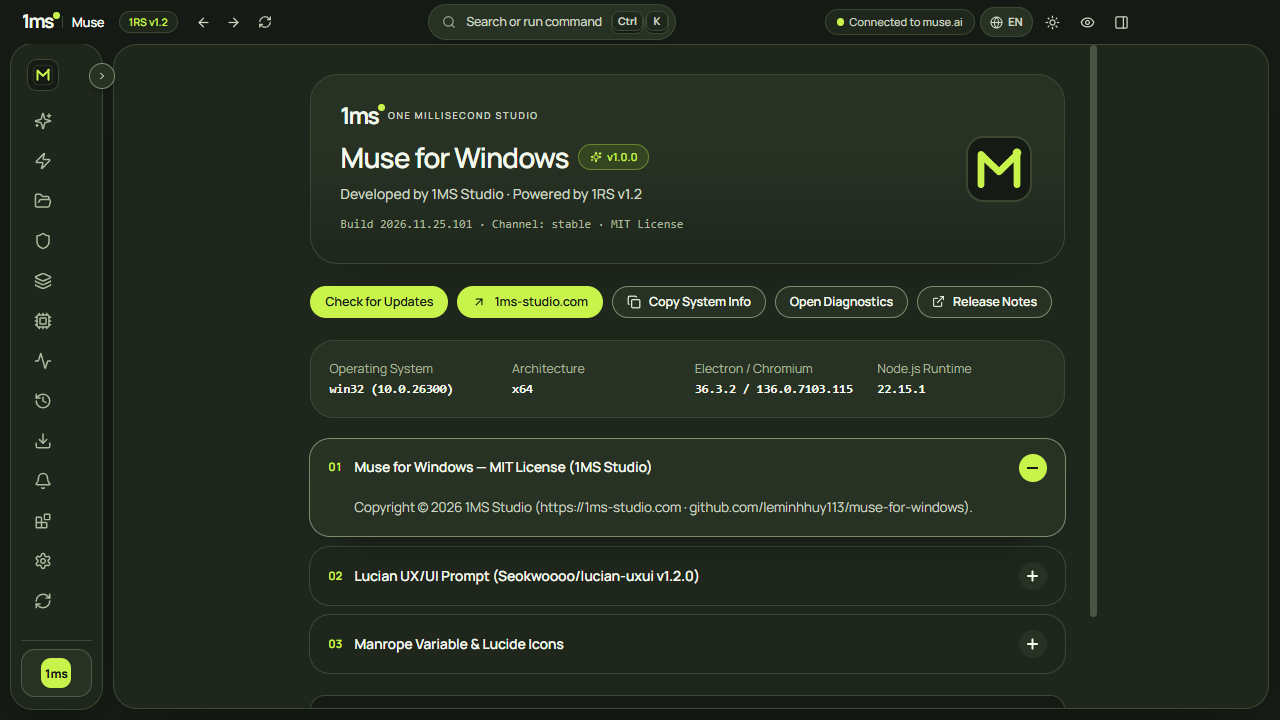 1ms Muse 1RS v1.2 Search or run command Ctrl K Connected to muse.ai EN
1ms ONE MILLISECOND STUDIO
Muse for Windows v1.0.0
Developed by 1MS Studio · Powered by 1RS v1.2
Build 2026.11.25.101 · Channel: stable · MIT License
M
Check for Updates 1ms-studio.com Copy System Info Open Diagnostics Release Notes
Operating System Architecture Electron / Chromium Node.js Runtime
win32 (10.0.26300) x64 36.3.2 / 136.0.7103.115 22.15.1
01 Muse for Windows — MIT License (1MS Studio)
Copyright © 2026 1MS Studio (https://1ms-studio.com · github.com/leminhhuy113/muse-for-windows).
02 Lucian UX/UI Prompt (Seokwoooo/lucian-uxui v1.2.0)
03 Manrope Variable & Lucide Icons
M
1ms